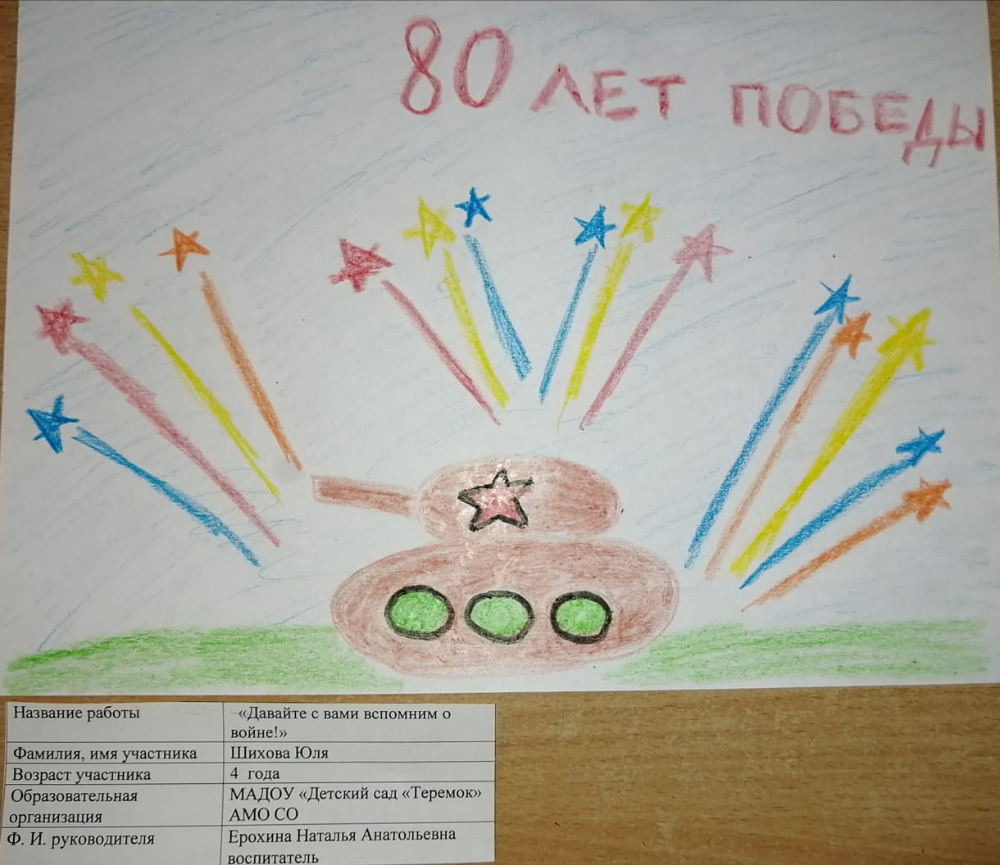 80 ЛЕТ ПОБЕДЫ
Название работы
«Давайте с вами вспомним о
войне!»
Фамилия, имя участника
Шихова Юля
Возраст участника
4 года
Образовательная
организация
МАДОУ «Детский сад «Теремок»
АМО СО
Ф. И. руководителя
Ерохина Наталья Анатольевна
воспитатель